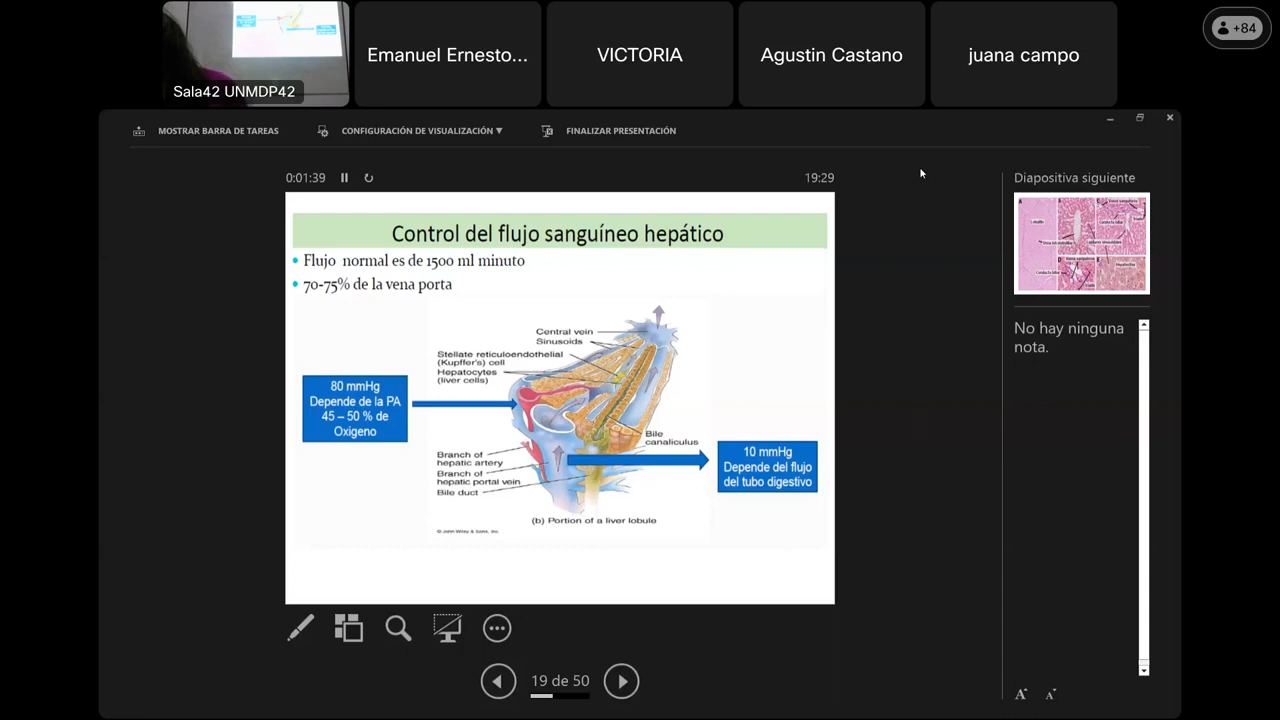 Sala42 UNMDP42
Emanuel Ernesto...
VICTORIA
Agustin Castano
juana campo
+84
MOSTRAR BARRA DE TAREAS
CONFIGURACIÓN DE VISUALIZACIÓN ▼
FINALIZAR PRESENTACIÓN
0:01:39
19:29
Control del flujo sanguíneo hepático
• Flujo normal es de 1500 ml minuto
• 70-75% de la vena porta
Central vein
Sinusoids
Stellate reticuloendothelial
(Kupffer's) cell
Hepatocytes
(liver cells)
80 mmHg
Depende de la PA
45 – 50 % de
Oxigeno
Bile
canaliculus
Branch of
hepatic artery
Branch of
hepatic portal vein
Bile duct
10 mmHg
Depende del flujo
del tubo digestivo
(b) Portion of a liver lobule
© John Wiley & Sons, Inc.
Diapositiva siguiente
No hay ninguna
nota.
19 de 50